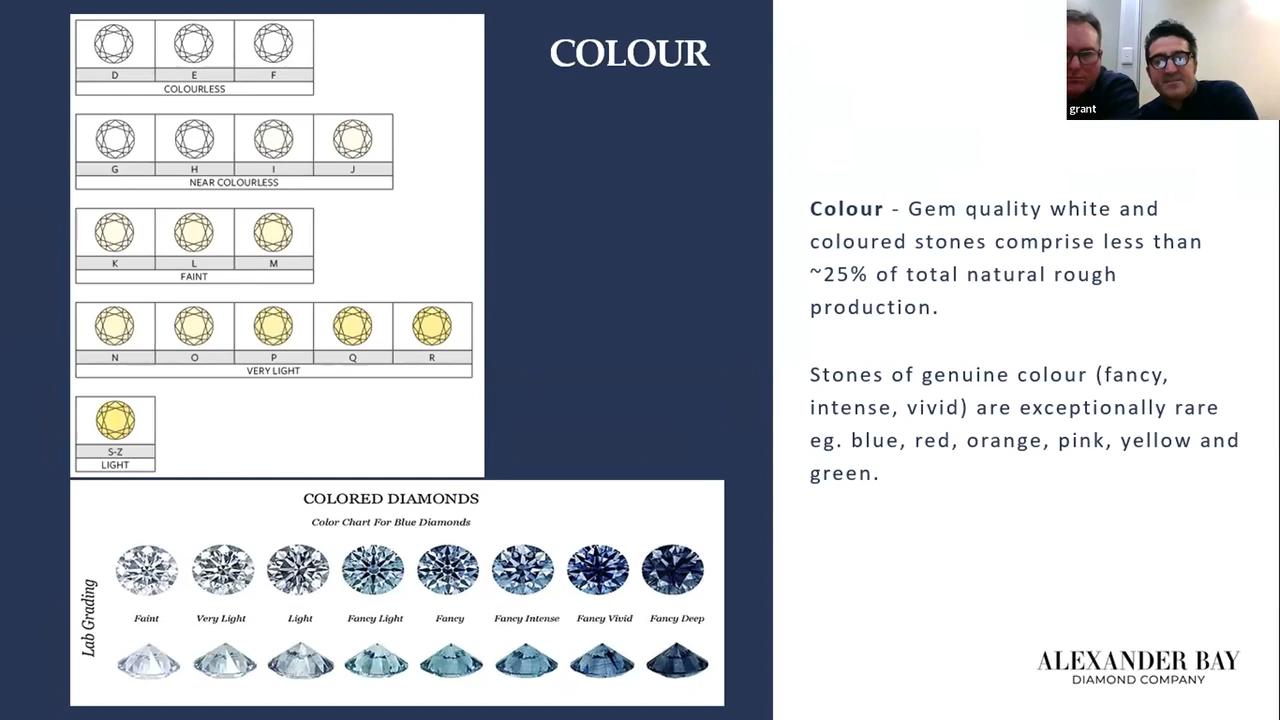 COLOUR
D E F
COLOURLESS
G H I J
NEAR COLOURLESS
K L M
FAINT
N O P Q R
VERY LIGHT
S-Z
LIGHT
COLORED DIAMONDS
Color Chart For Blue Diamonds
Lab Grading
Faint Very Light Light Fancy Light Fancy Fancy Intense Fancy Vivid Fancy Deep
grant
Colour - Gem quality white and
coloured stones comprise less than
~25% of total natural rough
production.
Stones of genuine colour (fancy,
intense, vivid) are exceptionally rare
eg. blue, red, orange, pink, yellow and
green.
ALEXANDER BAY
DIAMOND COMPANY